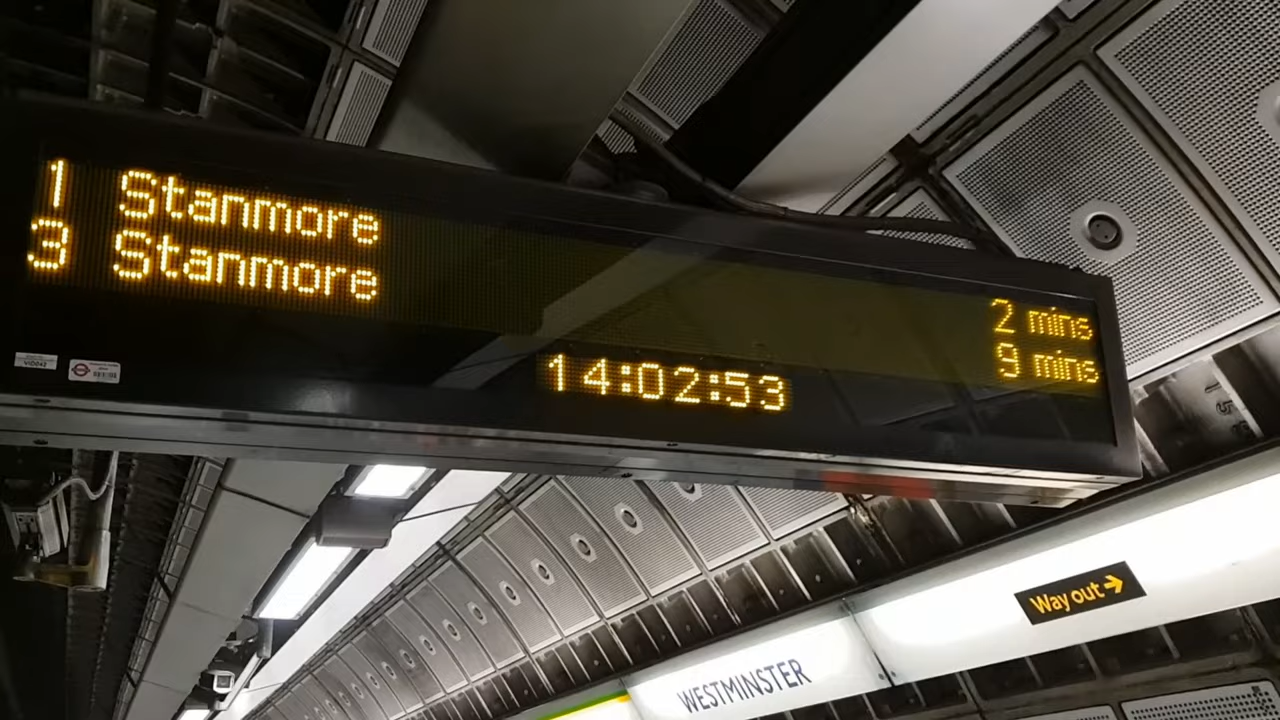 1 Stanmore 2 mins
3 Stanmore 9 mins
14:02:53
Way out →
WESTMINSTER